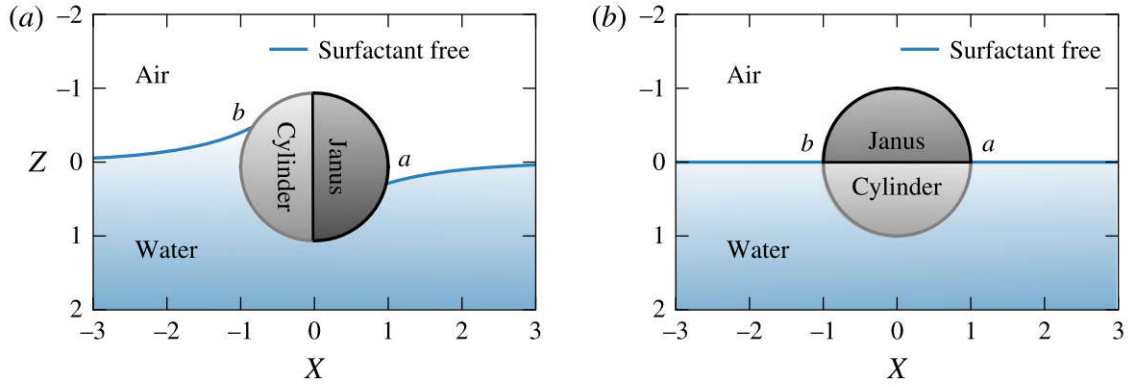 (a)
−2
Surfactant free
Air
−1
b
Z
0
Cylinder
Janus
a
1
Water
2
−3 −2 −1 0 1 2 3
X
(b)
−2
Surfactant free
Air
−1
b
Janus
a
0
Cylinder
1
Water
2
−3 −2 −1 0 1 2 3
X